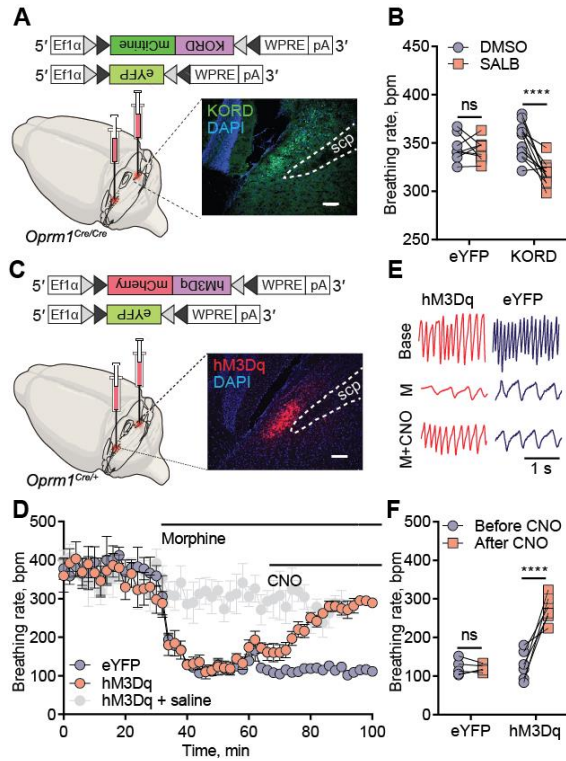 A
5′ Ef1α mCitrine KORD WPRE pA 3′
5′ Ef1α eYFP WPRE pA 3′
KORD
DAPI
scp
Oprm1Cre/Cre
B
DMSO
SALB
Breathing rate, bpm
450
400
350
300
250
ns
****
eYFP
KORD
C
5′ Ef1α mCherry hM3Dq WPRE pA 3′
5′ Ef1α eYFP WPRE pA 3′
hM3Dq
DAPI
scp
Oprm1Cre/+
E
hM3Dq eYFP
Base
M
M+CNO
1 s
D
Morphine
CNO
Breathing rate, bpm
500
400
300
200
100
0
eYFP
hM3Dq
hM3Dq + saline
0 20 40 60 80 100
Time, min
F
Before CNO
After CNO
Breathing rate, bpm
500
400
300
200
100
0
ns
****
eYFP
hM3Dq